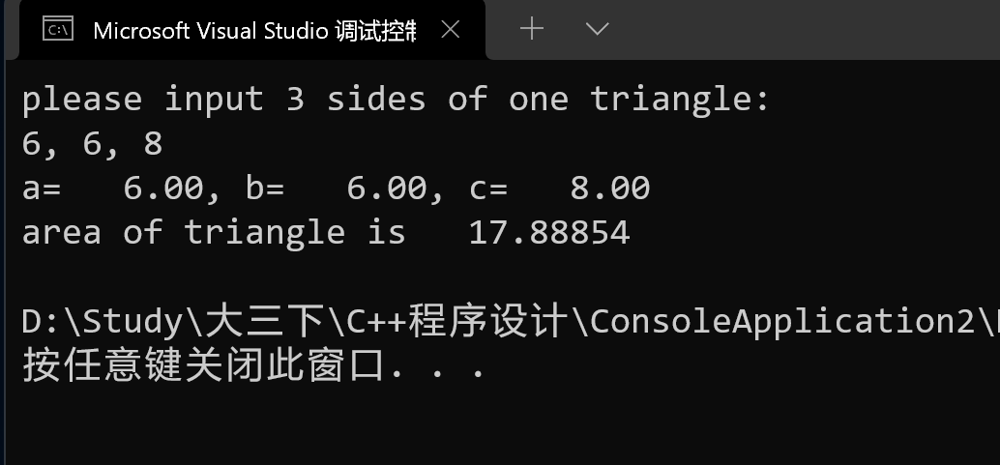 Microsoft Visual Studio 调试控制
please input 3 sides of one triangle:
6, 6, 8
a=   6.00, b=   6.00, c=   8.00
area of triangle is   17.88854
D:\Study\大三下\C++程序设计\ConsoleApplication2\
按任意键关闭此窗口. . .